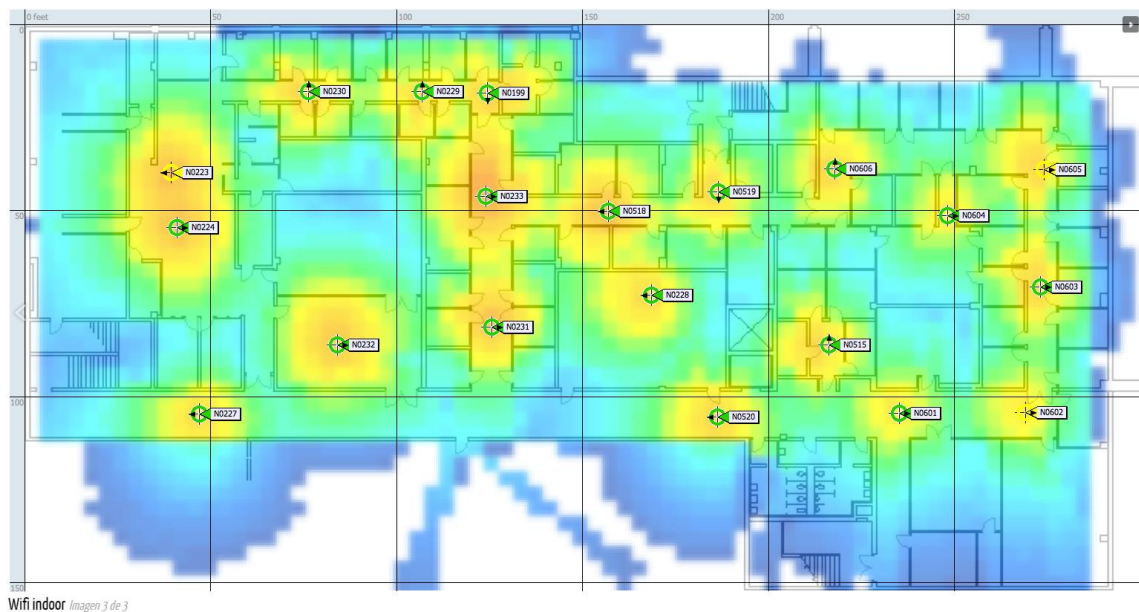 0 feet 50 100 150 200 250
0
N0230 N0229 N0199
N0223 N0606 N0605
N0519
N0233
50 N0518 N0604
N0224
N0228 N0603
N0231
N0232 N0515
100
N0227 N0520 N0601 N0602
150
Wifi indoor Imagen 3 de 3